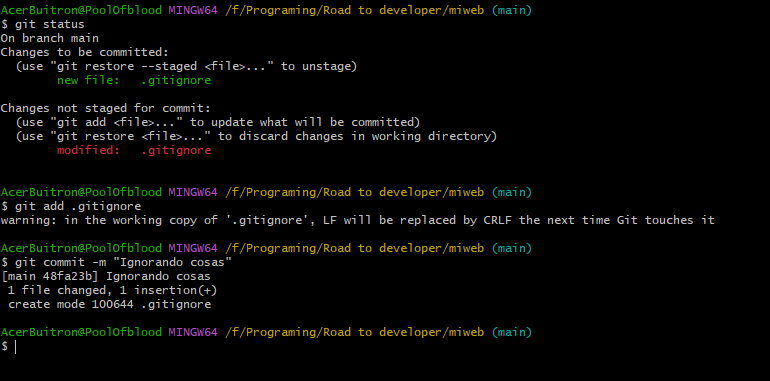 AcerBuitron@PoolOfblood MINGW64 /f/Programing/Road to developer/miweb (main)
$ git status
On branch main
Changes to be committed:
  (use "git restore --staged <file>..." to unstage)
        new file:   .gitignore

Changes not staged for commit:
  (use "git add <file>..." to update what will be committed)
  (use "git restore <file>..." to discard changes in working directory)
        modified:   .gitignore


AcerBuitron@PoolOfblood MINGW64 /f/Programing/Road to developer/miweb (main)
$ git add .gitignore
warning: in the working copy of '.gitignore', LF will be replaced by CRLF the next time Git touches it

AcerBuitron@PoolOfblood MINGW64 /f/Programing/Road to developer/miweb (main)
$ git commit -m "Ignorando cosas"
[main 48fa23b] Ignorando cosas
 1 file changed, 1 insertion(+)
 create mode 100644 .gitignore

AcerBuitron@PoolOfblood MINGW64 /f/Programing/Road to developer/miweb (main)
$